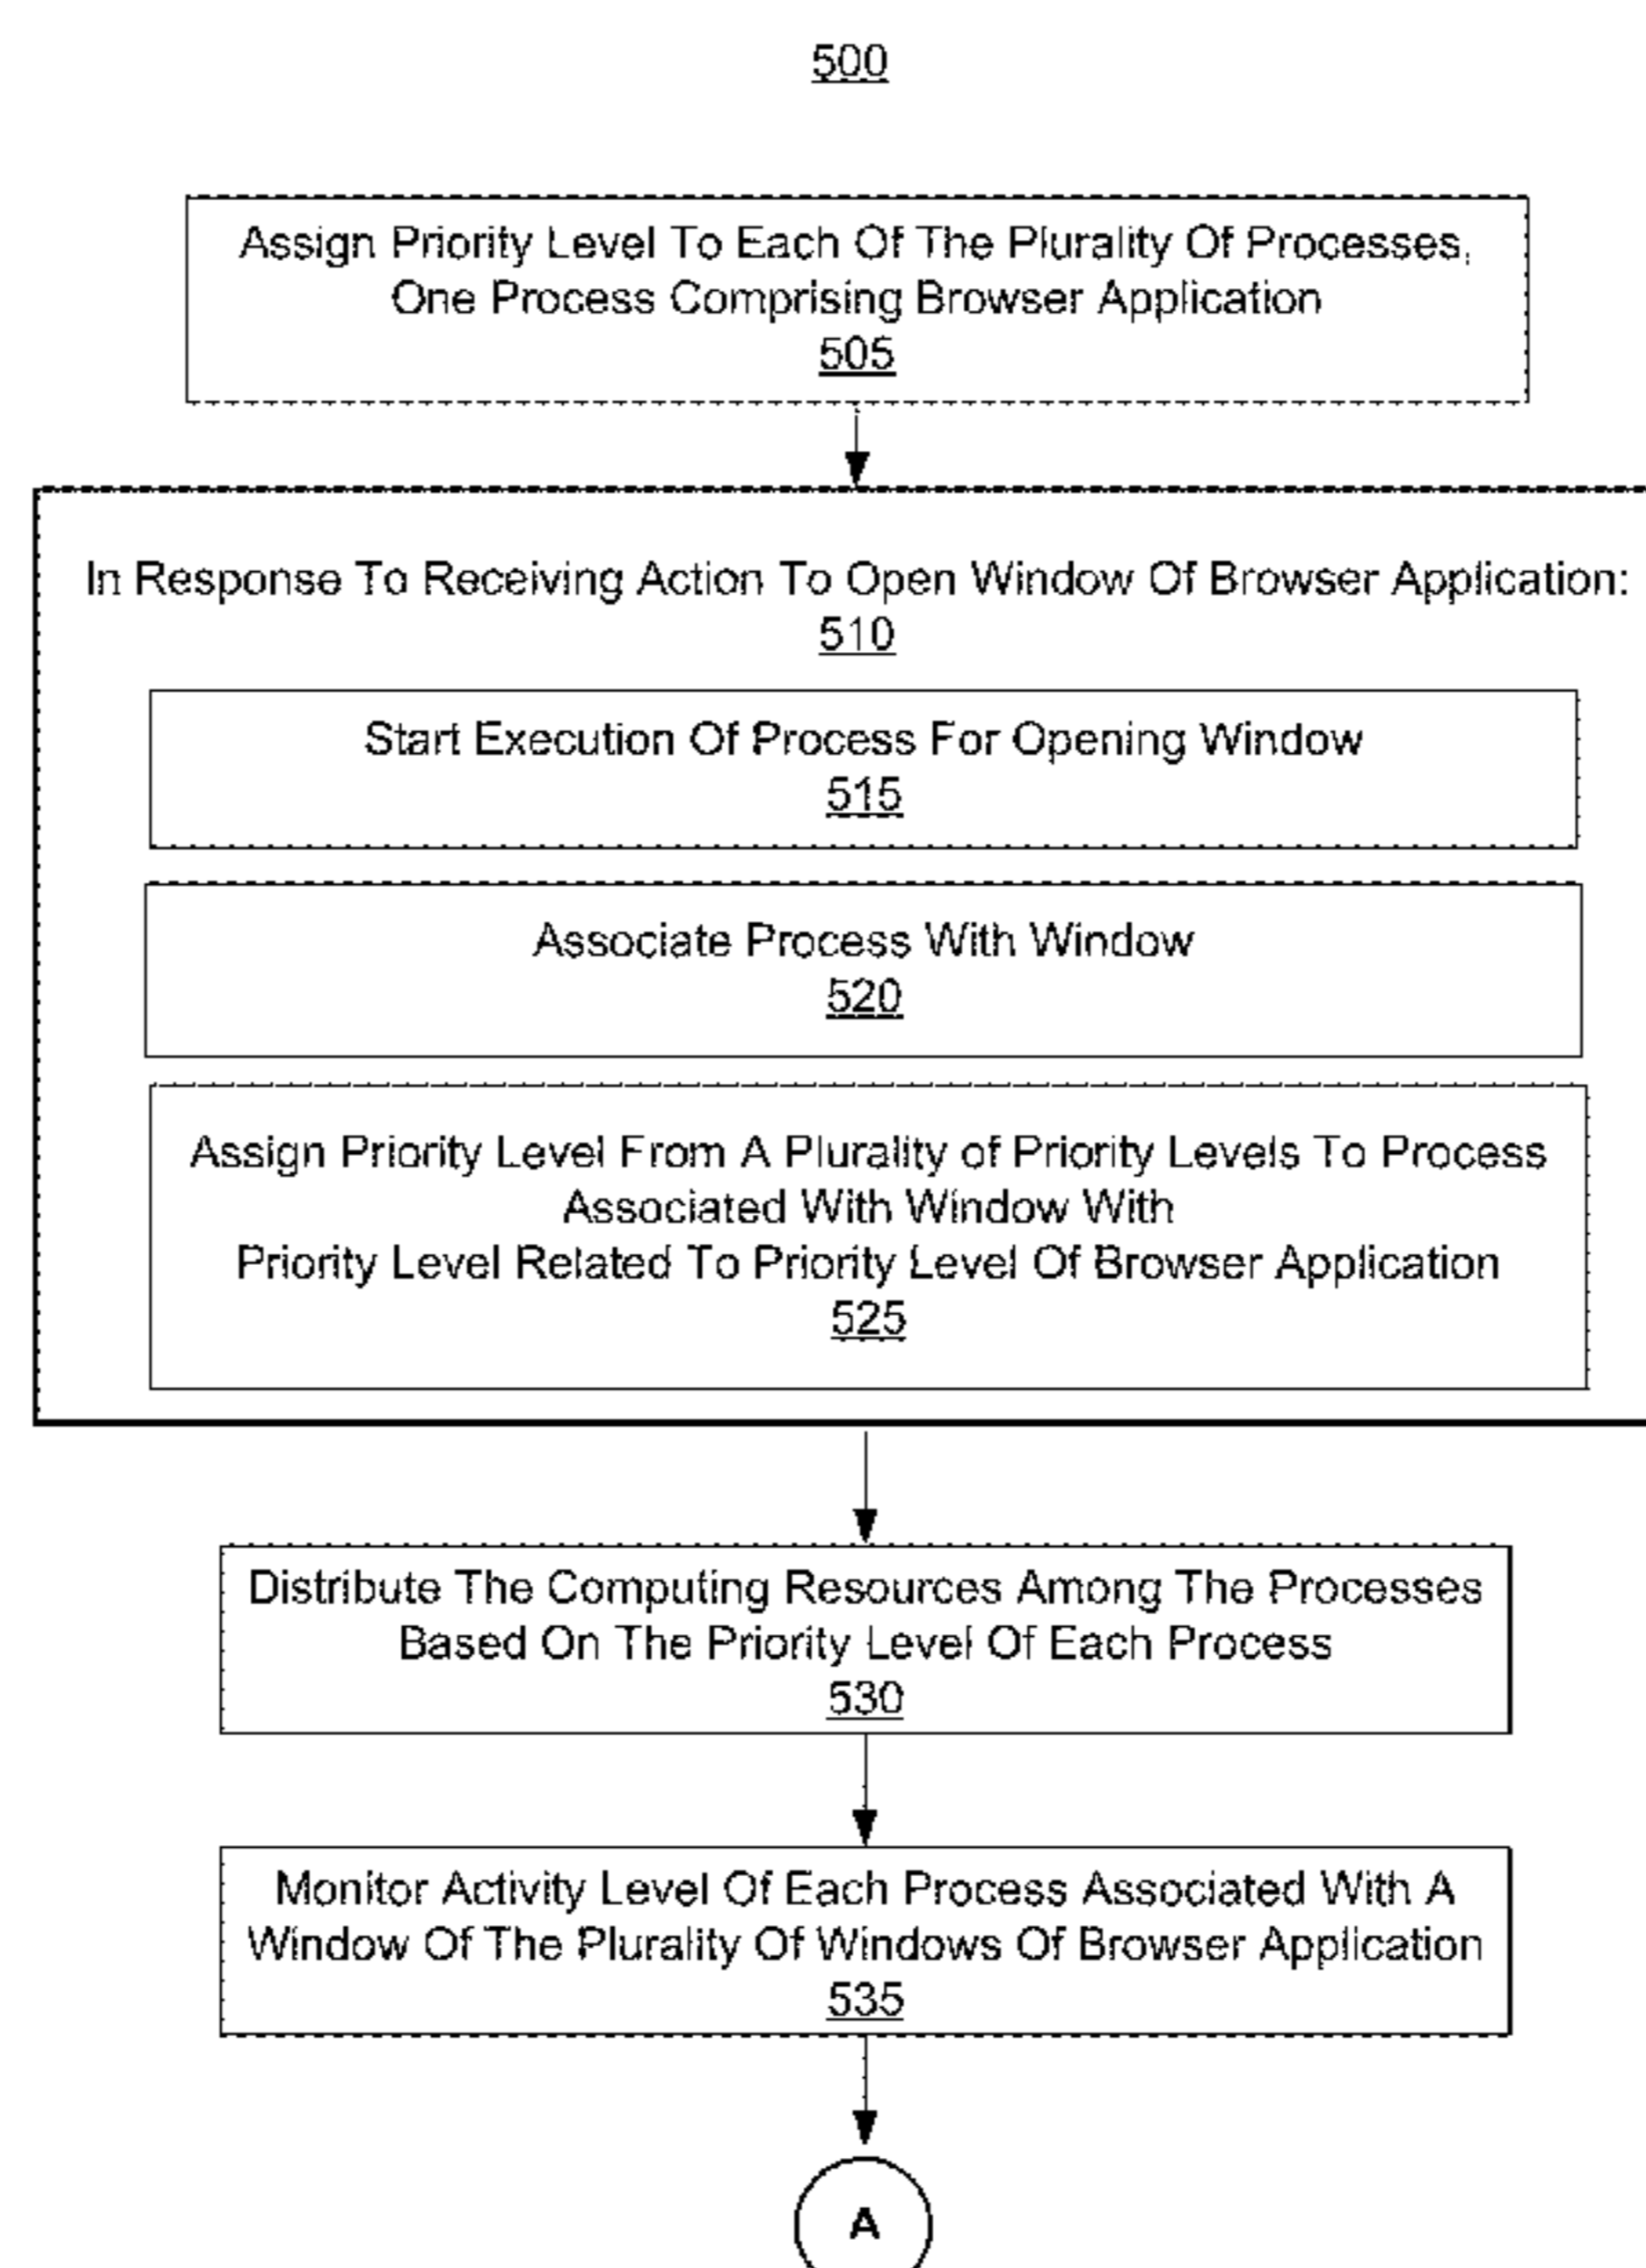 500
Assign Priority Level To Each Of The Plurality Of Processes,
One Process Comprising Browser Application
505
In Response To Receiving Action To Open Window Of Browser Application:
510
Start Execution Of Process For Opening Window
515
Associate Process With Window
520
Assign Priority Level From A Plurality of Priority Levels To Process
Associated With Window With
Priority Level Related To Priority Level Of Browser Application
525
Distribute The Computing Resources Among The Processes
Based On The Priority Level Of Each Process
530
Monitor Activity Level Of Each Process Associated With A
Window Of The Plurality Of Windows Of Browser Application
535
A